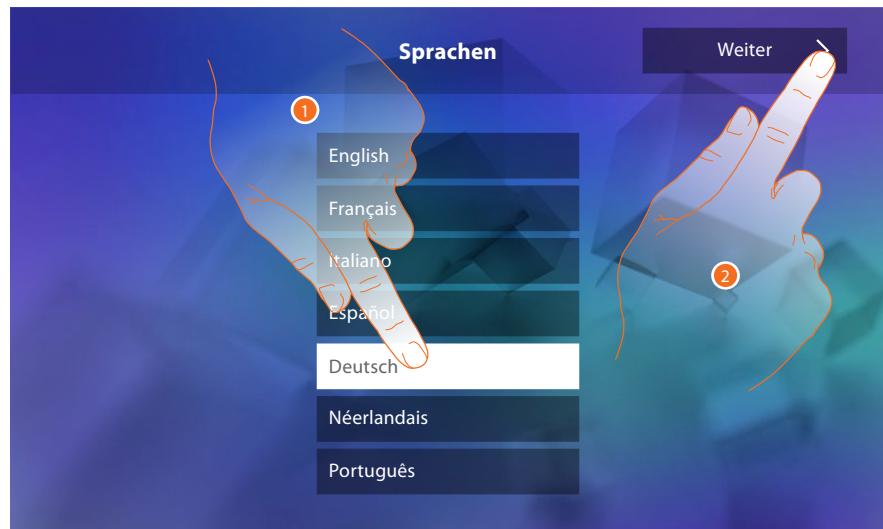 Sprachen
Weiter
1
English
Français
Italiano
Español
2
Deutsch
Néerlandais
Português